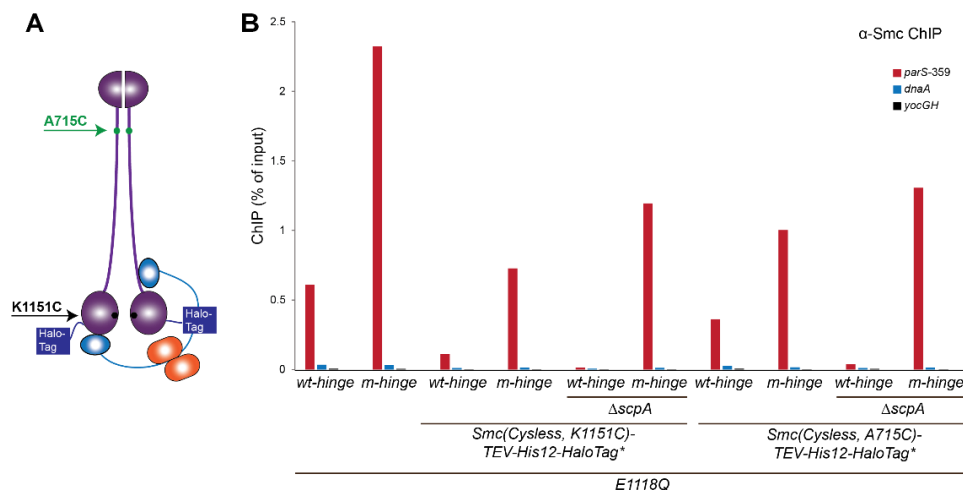 A
A715C
K1151C
Halo-
Tag
Halo-
Tag
B
α-Smc ChIP
parS-359
dnaA
yocGH
ChIP (% of input)
2.5
2
1.5
1
0.5
0
wt-hinge m-hinge wt-hinge m-hinge wt-hinge m-hinge wt-hinge m-hinge wt-hinge m-hinge
ΔscpA ΔscpA
Smc(Cysless, K1151C)-
TEV-His12-HaloTag*
Smc(Cysless, A715C)-
TEV-His12-HaloTag*
E1118Q